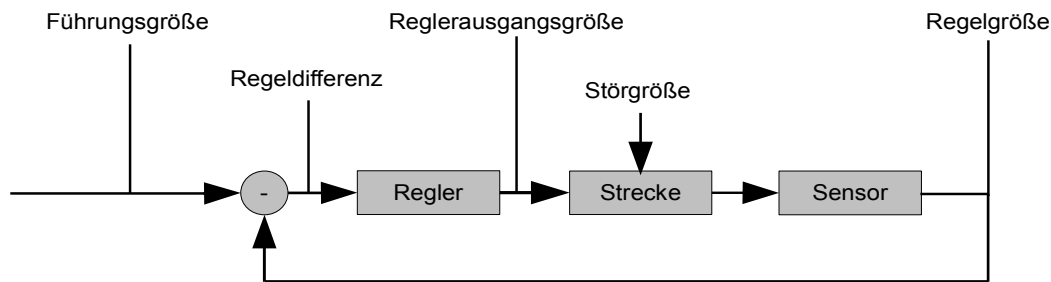 Führungsgröße
Reglerausgangsgröße
Regelgröße
Regeldifferenz
Störgröße
-
Regler
Strecke
Sensor